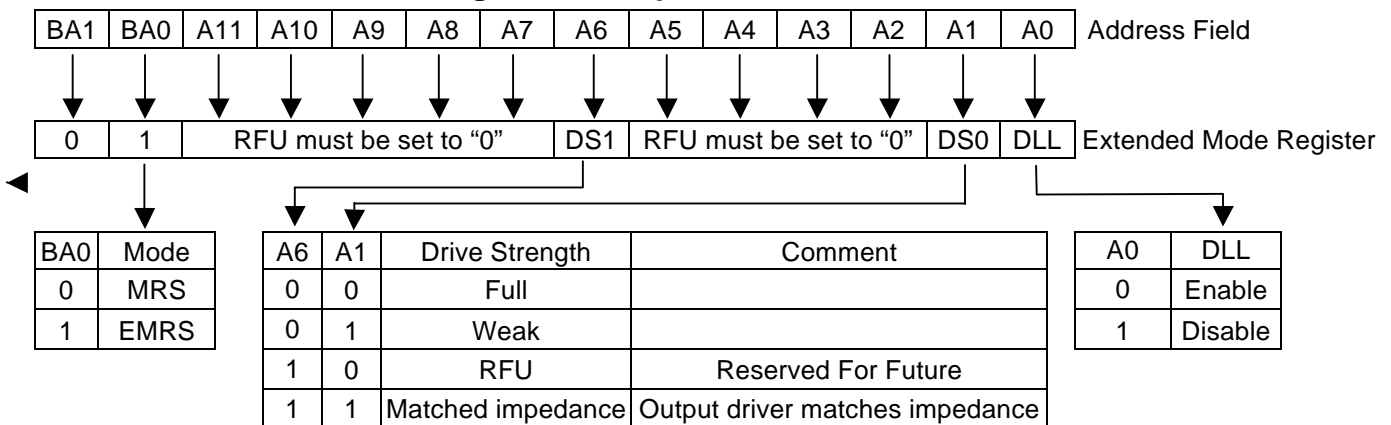 BA1 BA0 A11 A10 A9 A8 A7 A6 A5 A4 A3 A2 A1 A0 Address Field
0 1 RFU must be set to “0” DS1 RFU must be set to “0” DS0 DLL Extended Mode Register
BA0 Mode A6 A1 Drive Strength Comment A0 DLL
0 MRS 0 0 Full 0 Enable
1 EMRS 0 1 Weak 1 Disable
1 0 RFU Reserved For Future
1 1 Matched impedance Output driver matches impedance